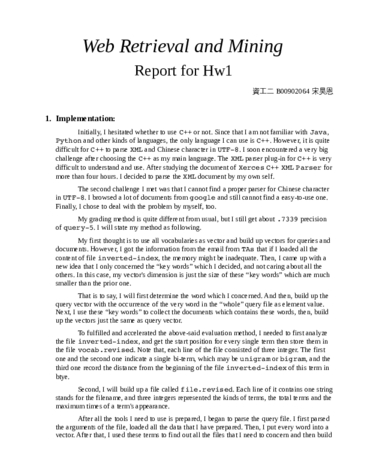 Web Retrieval and Mining
Report for Hw1
資工二 B00902064 宋昊恩
1. Implementation:
Initially, I hesitated whether to use C++ or not. Since that I am not familiar with Java,
Python and other kinds of languages, the only language I can use is C++. However, it is quite
difficult for C++ to parse XML and Chinese character in UTF-8. I soon encountered a very big
challenge after choosing the C++ as my main language. The XML parser plug-in for C++ is very
difficult to understand and use. After studying the document of Xerces C++ XML Parser for
more than four hours. I decided to parse the XML document by my own self.
The second challenge I met was that I cannot find a proper parser for Chinese character
in UTF-8. I browsed a lot of documents from google and still cannot find a easy-to-use one.
Finally, I chose to deal with the problem by myself, too.
My grading method is quite different from usual, but I still get about .7339 precision
of query-5. I will state my method as following.
My first thought is to use all vocabularies as vector and build up vectors for queries and
documents. However, I got the information from the email from TAs that if I loaded all the
content of file inverted-index, the memory might be inadequate. Then, I came up with a
new idea that I only concerned the “key words” which I decided, and not caring about all the
others. In this case, my vector's dimension is just the size of “key words” which are much
smaller than the prior one.
That is to say, I will first determine the word which I concerned. And then, build up the
query vector with the occurrence of the very word in the “whole” query file as element value.
Next, I use these “key words” to collect the documents which contains these words, then, build
up the vectors just the same as query vector.
To fulfilled and accelerated the above-said evaluation method, I needed to first analyze
the file inverted-index, and get the start position for every single term then store them in
the file vocab.revised. Note that, each line of the file consisted of three integer. The first
one and the second one indicate a single bi-term, which may be unigram or bigram, and the
third one record the distance from the beginning of the file inverted-index of this term in
btye.
Second, I will build up a file called file.revised. Each line of it contains one string
stands for the filename, and three integers represented the kinds of terms, the total terms and the
maximum times of a term's appearance.
After all the tools I need to use is prepared, I began to parse the query file. I first parsed
the arguments of the file, loaded all the data that I have prepared. Then, I put every word into a
vector. After that, I used these terms to find out all the files that I need to concern and then build